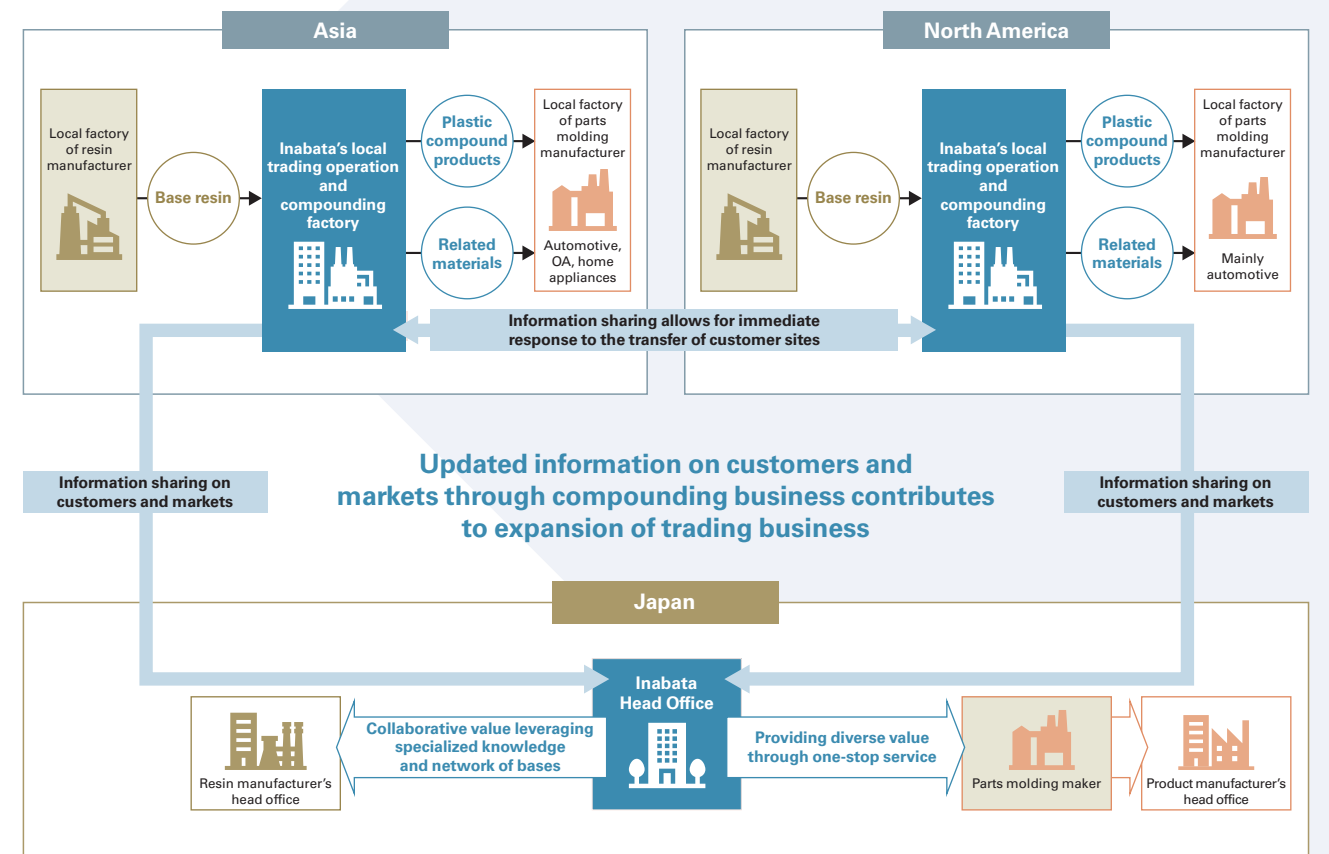 Asia
Local factory
of resin
manufacturer
Base resin
Inabata's local
trading operation
and
compounding
factory
Plastic
compound
products
Related
materials
Local factory
of parts
molding
manufacturer
Automotive,
OA, home
appliances
North America
Local factory
of resin
manufacturer
Base resin
Inabata's local
trading operation
and
compounding
factory
Plastic
compound
products
Related
materials
Local factory
of parts
molding
manufacturer
Mainly
automotive
Information sharing allows for immediate
response to the transfer of customer sites
Information sharing on
customers and markets
Updated information on customers and
markets through compounding business contributes
to expansion of trading business
Information sharing on
customers and markets
Japan
Inabata
Head Office
Resin manufacturer's
head office
Collaborative value leveraging
specialized knowledge
and network of bases
Providing diverse value
through one-stop service
Parts molding maker
Product manufacturer's
head office